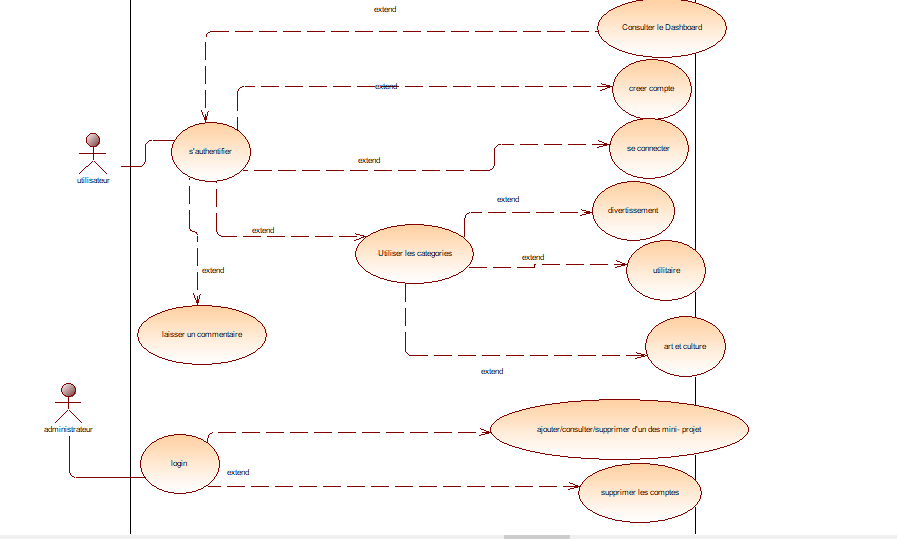 extend
Consulter le Dashboard
extend
creer compte
utilisateur
s'authentifier
extend
se connecter
extend
divertissement
extend
Utiliser les categories
extend
utilitaire
extend
laisser un commentaire
art et culture
extend
administrateur
ajouter/consulter/supprimer d'un des mini- projet
login
extend
supprimer les comptes